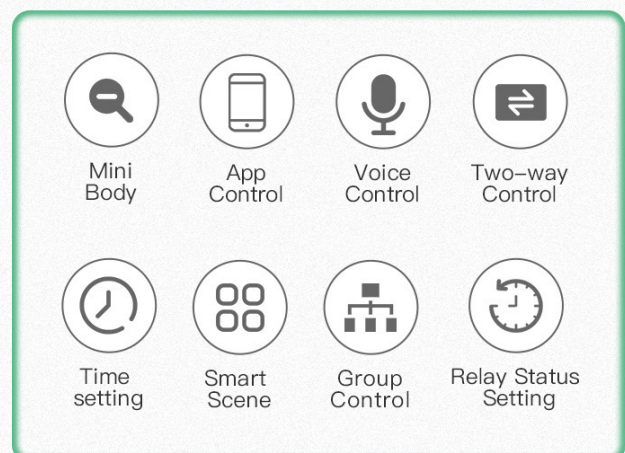 Mini
Body
App
Control
Voice
Control
Two-way
Control
Time
setting
Smart
Scene
Group
Control
Relay Status
Setting